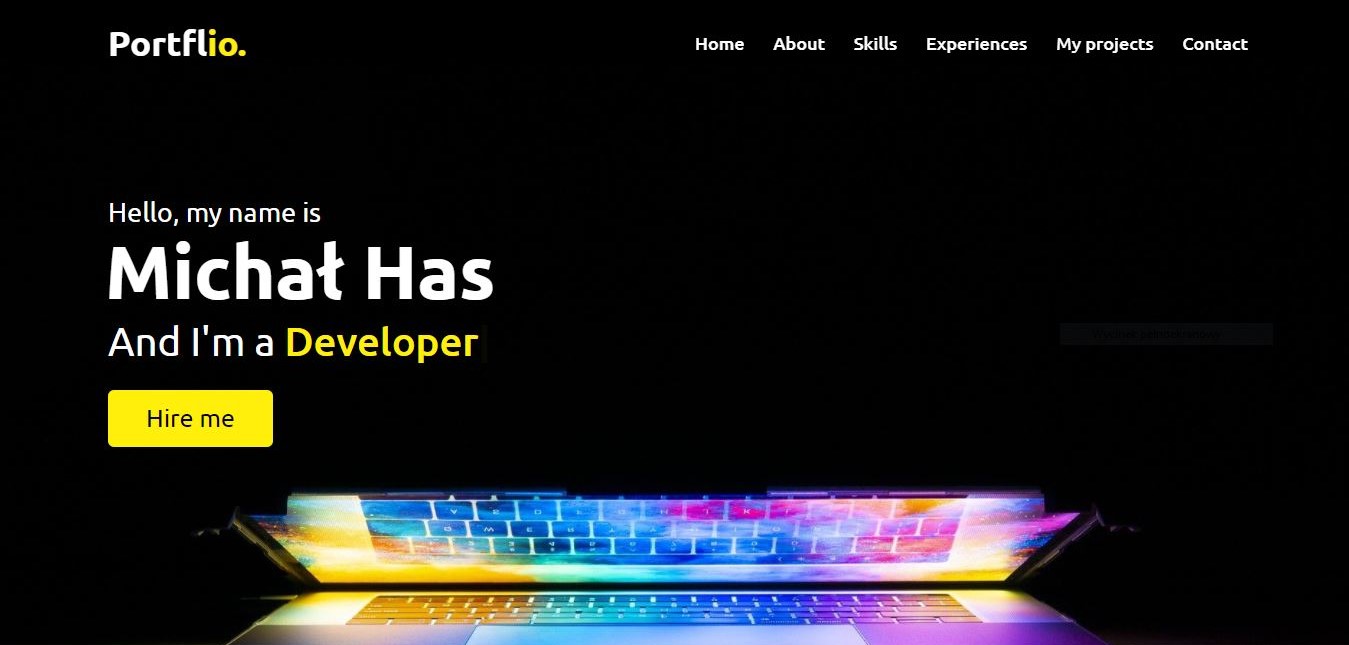 Portflio.
Home About Skills Experiences My projects Contact
Hello, my name is
Michał Has
And I'm a Developer
Hire me